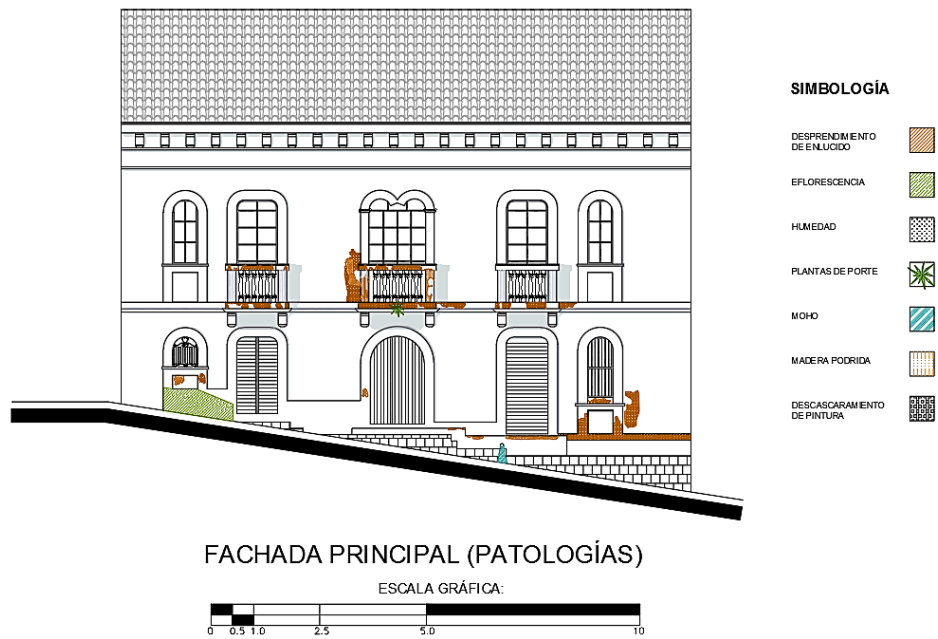 SIMBOLOGÍA
DESPRENDIMIENTO
DE ENLUCIDO
EFLORESCENCIA
HUMEDAD
PLANTAS DE PORTE
MOHO
MADERA PODRIDA
DESCASCARAMIENTO
DE PINTURA
FACHADA PRINCIPAL (PATOLOGÍAS)
ESCALA GRÁFICA:
0 0.5 1.0 2.5 5.0 10